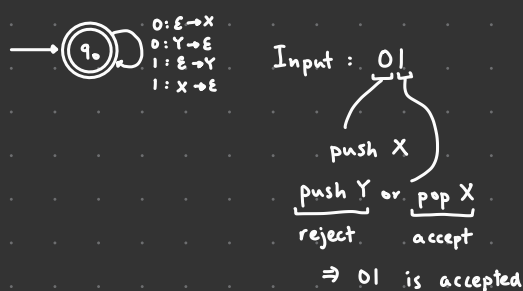 q₀
0: ε→X
0: Y→ε
1: ε→Y
1: X→ε
Input: 01
push X
push Y or pop X
reject accept
⇒ 01 is accepted